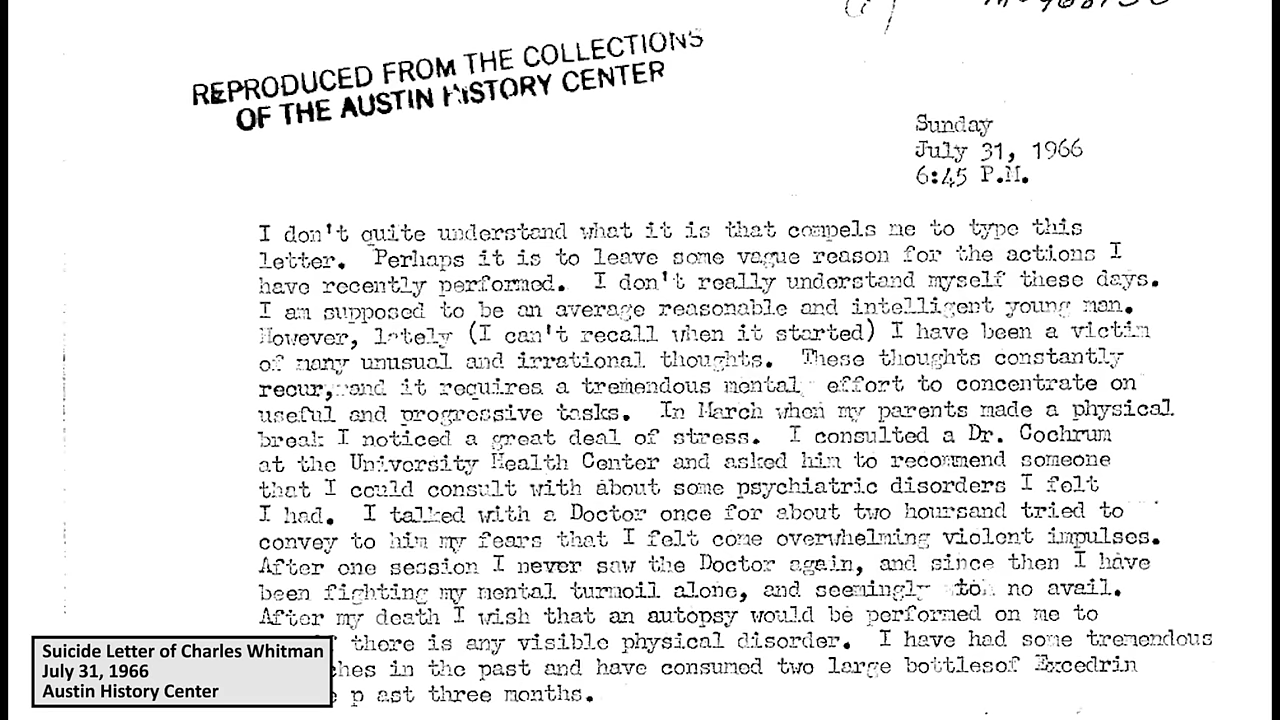 REPRODUCED FROM THE COLLECTIONS
OF THE AUSTIN HISTORY CENTER
Sunday
July 31, 1966
6:45 P.M.
I don't quite understand what it is that compels me to type this
letter. Perhaps it is to leave some vague reason for the actions I
have recently performed. I don't really understand myself these days.
I am supposed to be an average reasonable and intelligent young man.
However, lately (I can't recall when it started) I have been a victim
of many unusual and irrational thoughts. These thoughts constantly
recur, and it requires a tremendous mental effort to concentrate on
useful and progressive tasks. In March when my parents made a physical
break I noticed a great deal of stress. I consulted a Dr. Cochrum
at the University Health Center and asked him to recommend someone
that I could consult with about some psychiatric disorders I felt
I had. I talked with a Doctor once for about two hoursand tried to
convey to him my fears that I felt come overwhelming violent impulses.
After one session I never saw the Doctor again, and since then I have
been fighting my mental turmoil alone, and seemingly to no avail.
After my death I wish that an autopsy would be performed on me to
there is any visible physical disorder. I have had some tremendous
ches in the past and have consumed two large bottlesof Excedrin
p ast three months.
Suicide Letter of Charles Whitman
July 31, 1966
Austin History Center